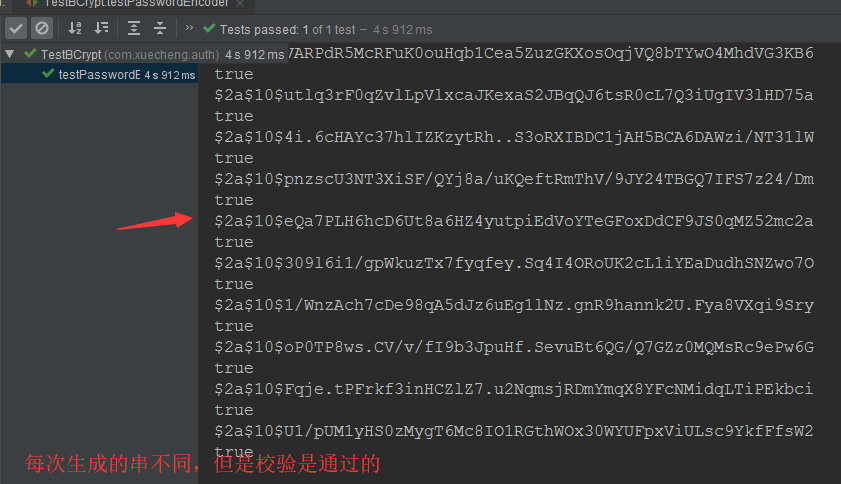 TestBCrypt.testPasswordEncoder
Tests passed: 1 of 1 test – 4 s 912 ms
TestBCrypt (com.xuecheng.auth) 4 s 912 ms
testPasswordE 4 s 912 ms
VARPdR5McRFuK0ouHqb1Cea5ZuzGKXosOqjVQ8bTYwO4MhdVG3KB6
true
$2a$10$utlq3rF0qZvlLpVlxcaJKexaS2JBqQJ6tsR0cL7Q3iUgIV3lHD75a
true
$2a$10$4i.6cHAYc37hlIZKzytRh..S3oRXIBDC1jAH5BCA6DAWzi/NT31lW
true
$2a$10$pnzscU3NT3XiSF/QYj8a/uKQeftRmThV/9JY24TBGQ7IFS7z24/Dm
true
$2a$10$eQa7PLH6hcD6Ut8a6HZ4yutpiEdVoYTeGFoxDdCF9JS0qMZ52mc2a
true
$2a$10$309l6i1/gpWkuzTx7fyqfey.Sq4I4ORoUK2cL1iYEaDudhSNZwo7O
true
$2a$10$1/WnzAch7cDe98qA5dJz6uEg1lNz.gnR9hannk2U.Fya8VXqi9Sry
true
$2a$10$oP0TP8ws.CV/v/fI9b3JpuHf.SevuBt6QG/Q7GZz0MQMsRc9ePw6G
true
$2a$10$Fqje.tPFrkf3inHCZlZ7.u2NqmsjRDmYmqX8YFcNMidqLTiPEkbci
true
$2a$10$U1/pUM1yHS0zMygT6Mc8IO1RGthWOx30WYUFpxViULsc9YkfFfsW2
true
每次生成的串不同，但是校验是通过的